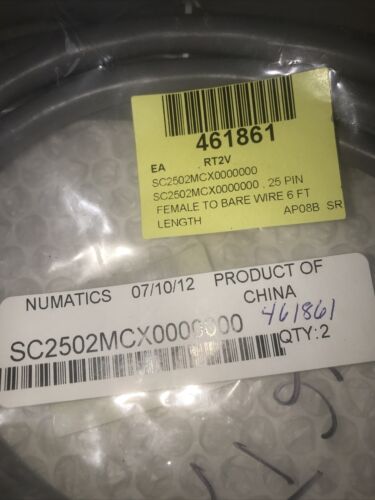 461861
EA . RT2V
SC2502MCX0000000
SC2502MCX0000000 . 25 PIN
FEMALE TO BARE WIRE 6 FT
LENGTH AP08B SR
NUMATICS 07/10/12 PRODUCT OF
CHINA
461861
SC2502MCX0000000
QTY:2